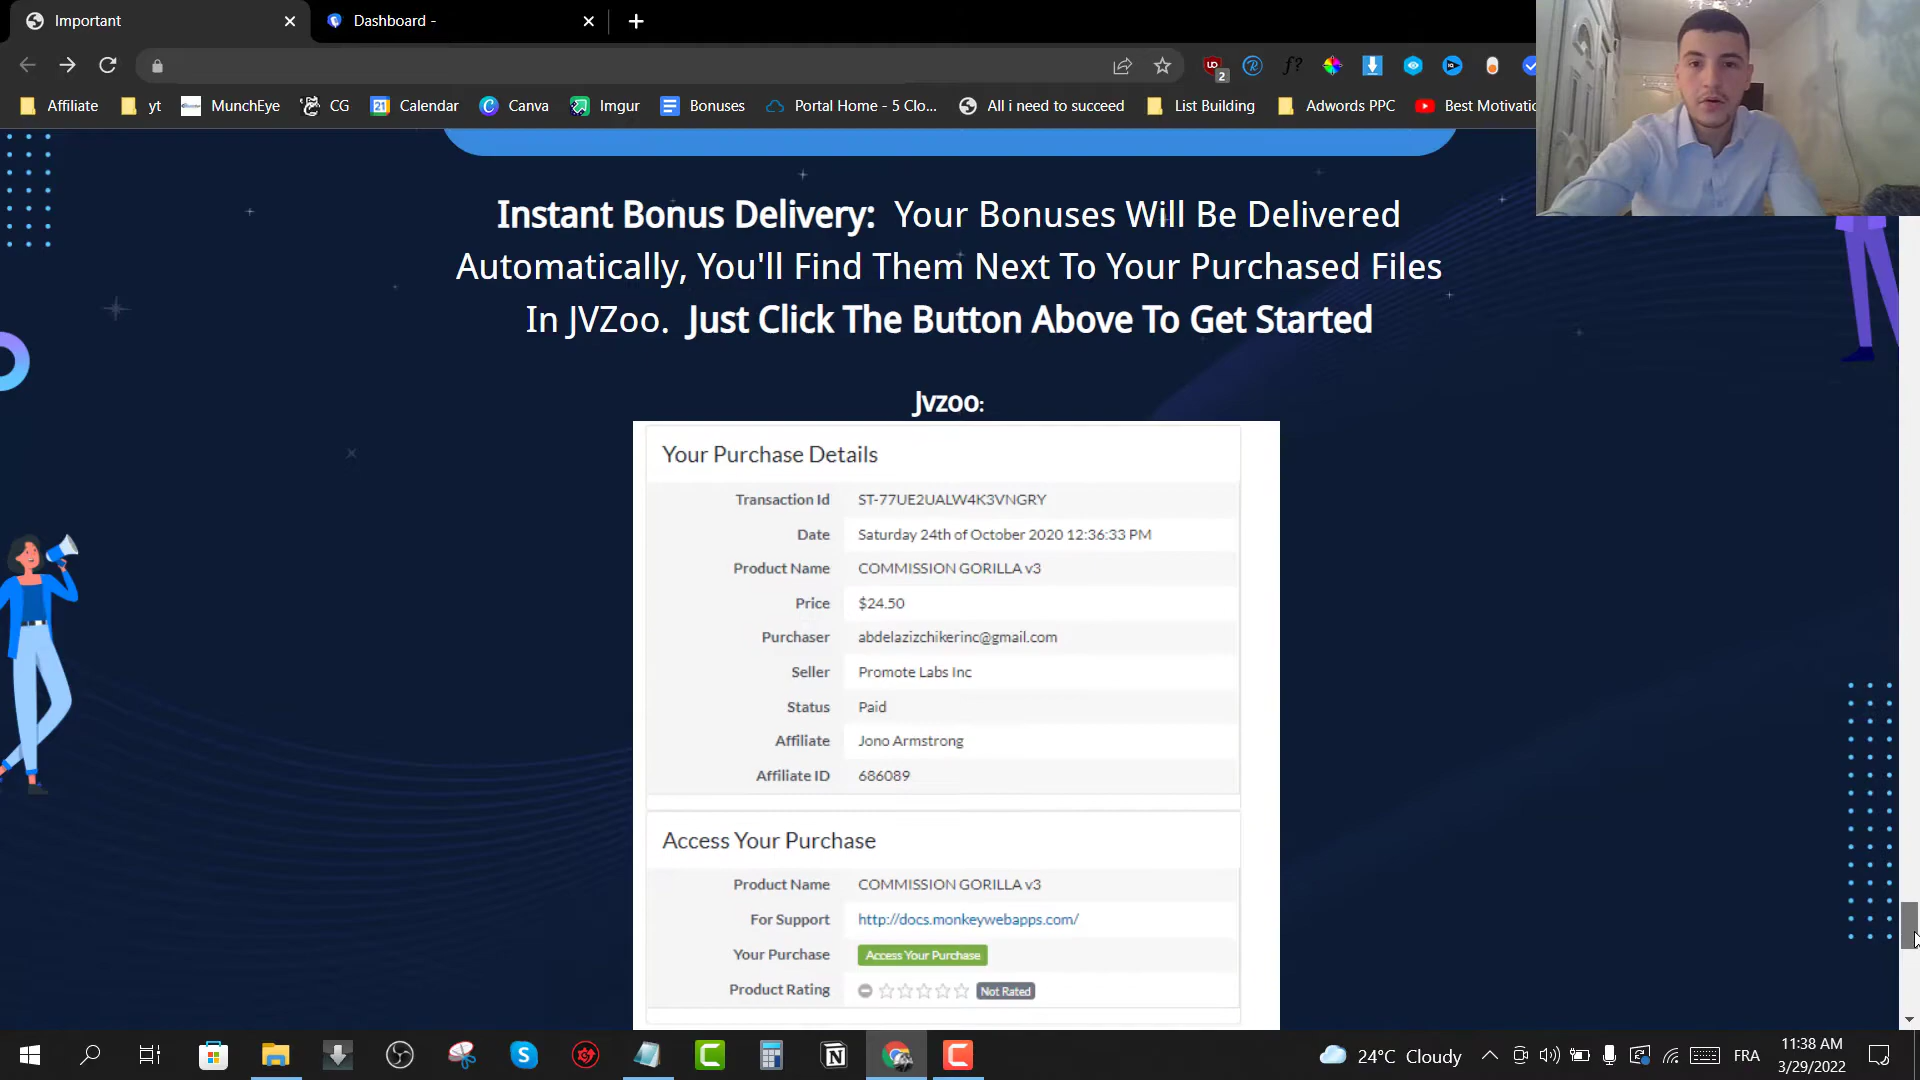 Important
Dashboard -
2
Affiliate
yt
MunchEye
CG
Calendar
Canva
Imgur
Bonuses
Portal Home - 5 Clo...
All i need to succeed
List Building
Adwords PPC
Best Motivatio
Instant Bonus Delivery: Your Bonuses Will Be Delivered
Automatically, You'll Find Them Next To Your Purchased Files
In JVZoo. Just Click The Button Above To Get Started
Jvzoo:
Your Purchase Details
Transaction Id ST-77UE2UALW4K3VNGRY
Date Saturday 24th of October 2020 12:36:33 PM
Product Name COMMISSION GORILLA v3
Price $24.50
Purchaser abdelazizchikerinc@gmail.com
Seller Promote Labs Inc
Status Paid
Affiliate Jono Armstrong
Affiliate ID 686089
Access Your Purchase
Product Name COMMISSION GORILLA v3
For Support http://docs.monkeywebapps.com/
Your Purchase Access Your Purchase
Product Rating Not Rated
24°C Cloudy
FRA
11:38 AM
3/29/2022